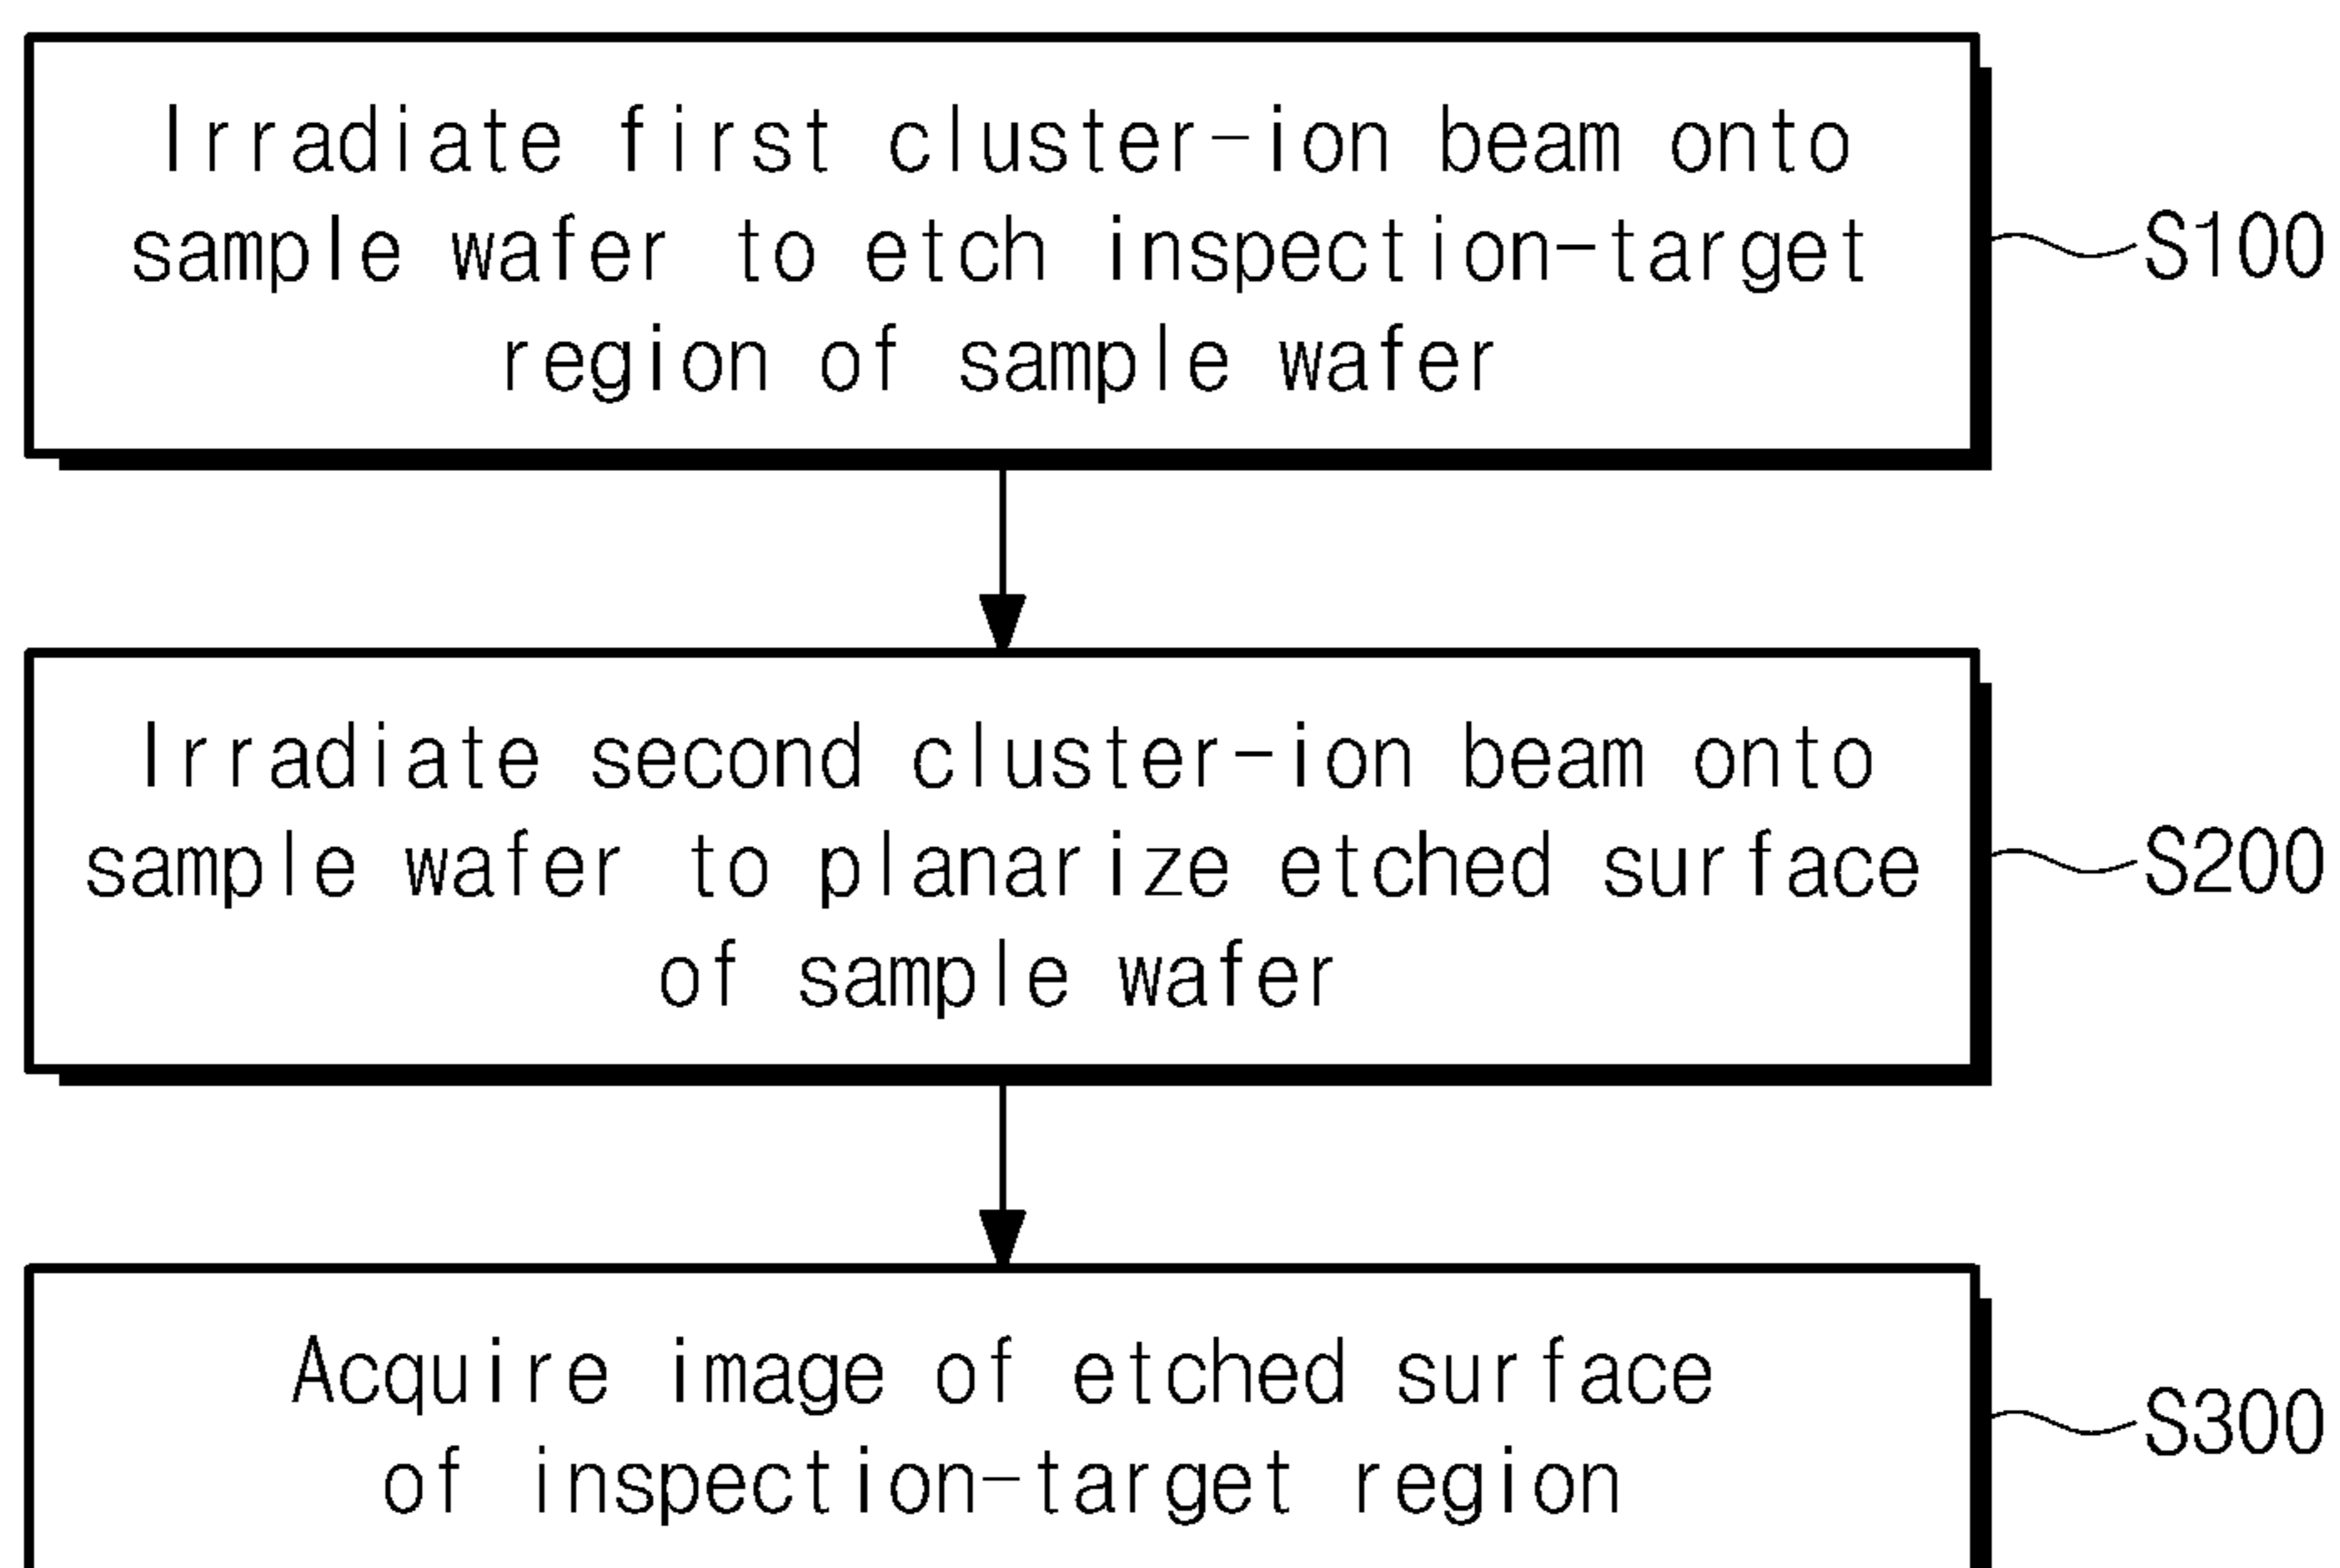 Irradiate first cluster-ion beam onto
sample wafer to etch inspection-target
region of sample wafer
S100
Irradiate second cluster-ion beam onto
sample wafer to planarize etched surface
of sample wafer
S200
Acquire image of etched surface
of inspection-target region
S300